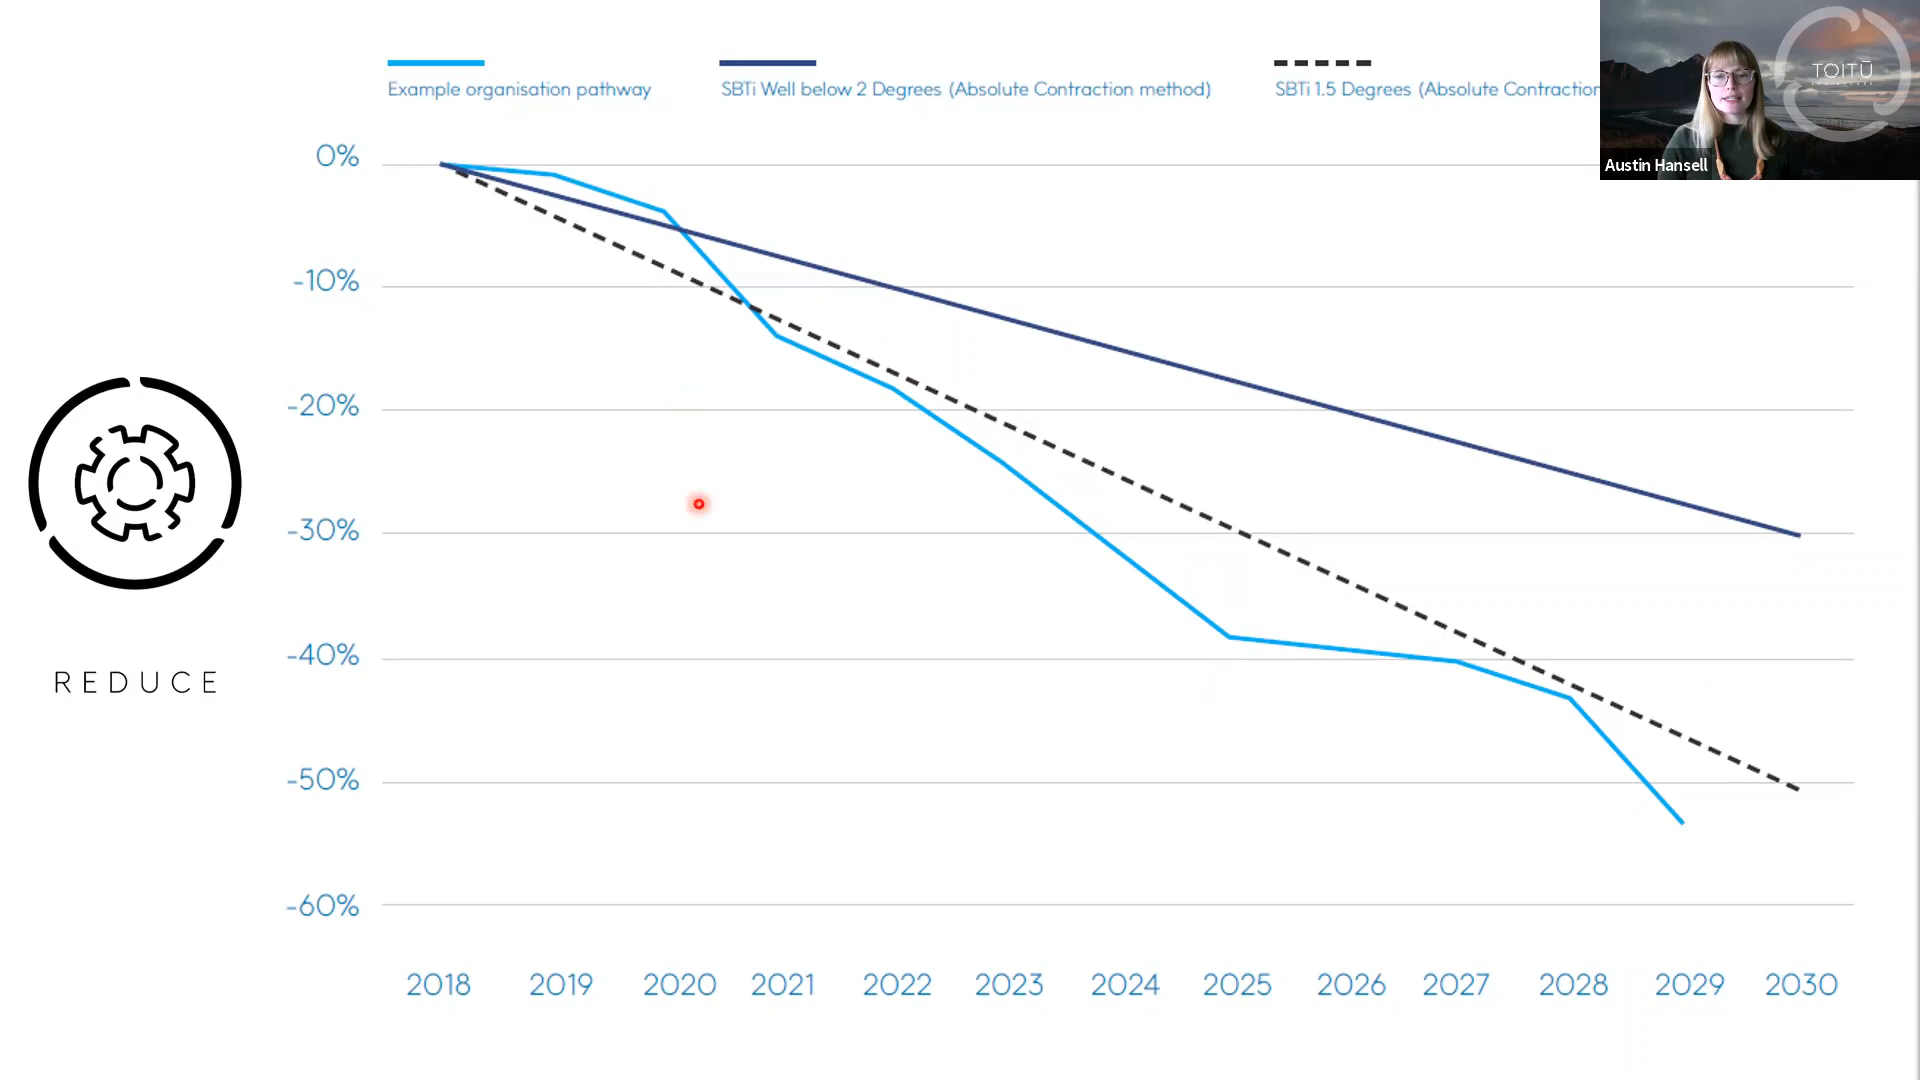 Example organisation pathway
SBTi Well below 2 Degrees (Absolute Contraction method)
SBTi 1.5 Degrees (Absolute Contraction
TOITŪ
Austin Hansell
0%
-10%
-20%
-30%
-40%
-50%
-60%
REDUCE
2018 2019 2020 2021 2022 2023 2024 2025 2026 2027 2028 2029 2030